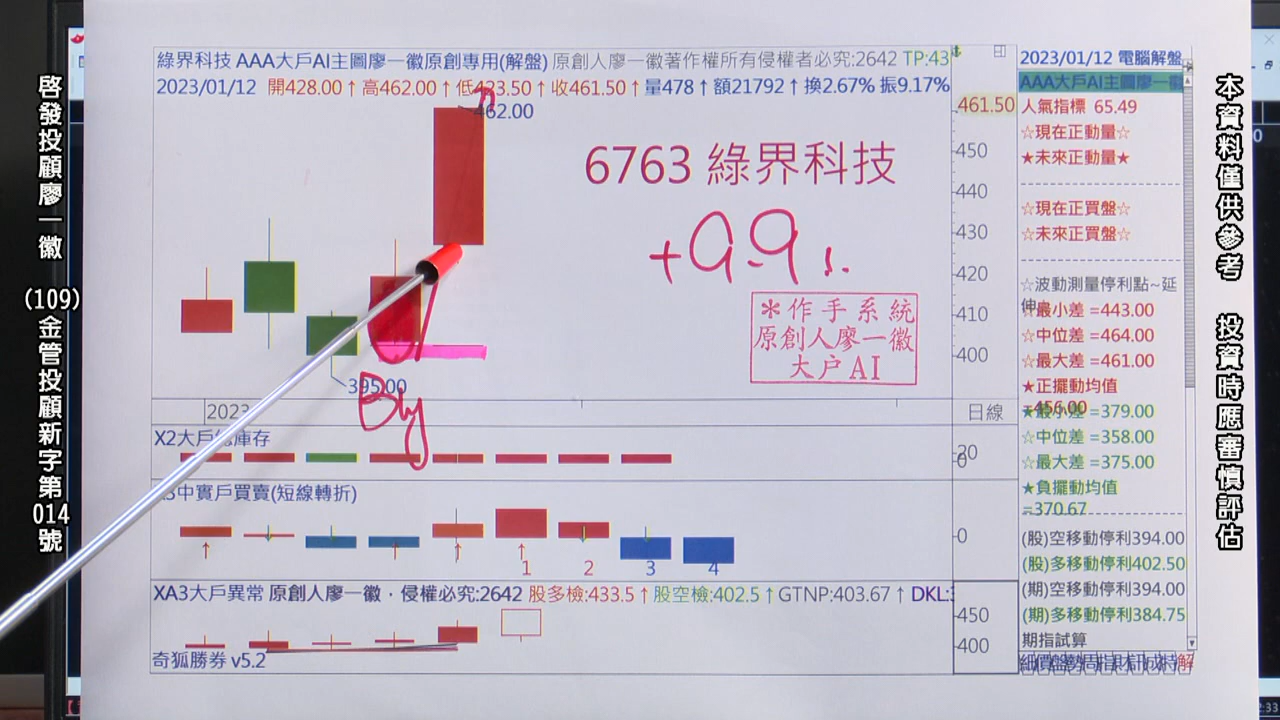 啓發投顧廖一徽 (109)金管投顧新字第014號
綠界科技 AAA大戶AI主圖廖一徽原創專用(解盤) 原創人廖一徽著作權所有侵權者必究:2642 TP:43
2023/01/12 開428.00↑高462.00↑低423.50↑收461.50↑量478↑額21792↑換2.67% 振9.17%
462.00
6763 綠界科技
+9.9%
*作手系統
原創人廖一徽
大户AI
395.00
Buy
461.50
450
440
430
420
410
400
2023
日線
X2大戶總庫存
20
0
中實戶買賣(短線轉折)
0
1 2 3 4
XA3大戶異常 原創人廖一徽﹐侵權必究:2642 股多檢:433.5↑股空檢:402.5↑GTNP:403.67↑DKL:
450
400
奇狐勝券 v5.2
2023/01/12 電腦解盤
AAA大戶AI主圖廖一徽
人氣指標 65.49
☆現在正動量☆
★未來正動量★
☆現在正買盤☆
☆未來正買盤☆
☆波動測量停利點~延伸
☆最小差=443.00
☆中位差=464.00
☆最大差=461.00
★正擺動均值
=456.00
★最小差=379.00
☆中位差=358.00
☆最大差=375.00
★負擺動均值
=370.67
(股)空移動停利394.00
(股)多移動停利402.50
(期)空移動停利394.00
(期)多移動停利384.75
期指試算
本資料僅供參考 投資時應審慎評估